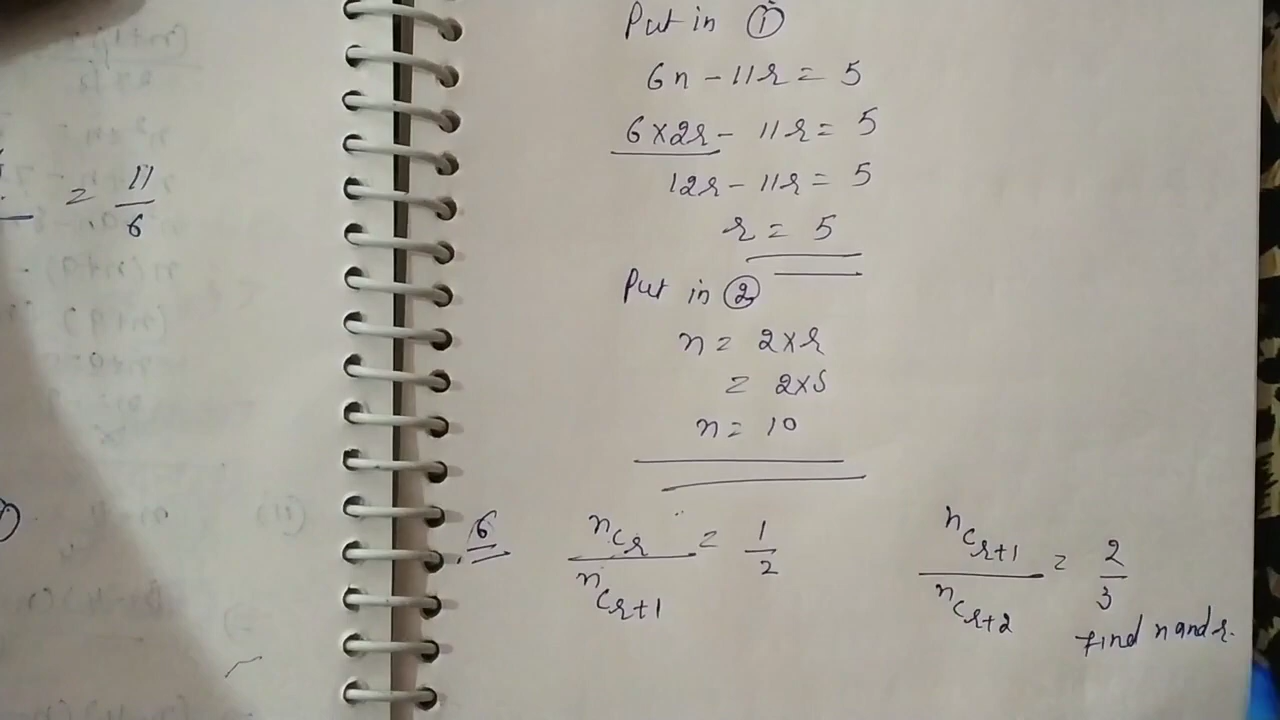 = 11/6
Put in ①
6n - 11r = 5
6×2r - 11r = 5
12r - 11r = 5
r = 5
Put in ②
n = 2×r
= 2×5
n = 10
6 nCr / nCr+1 = 1/2 nCr+1 / nCr+2 = 2/3
Find n and r.